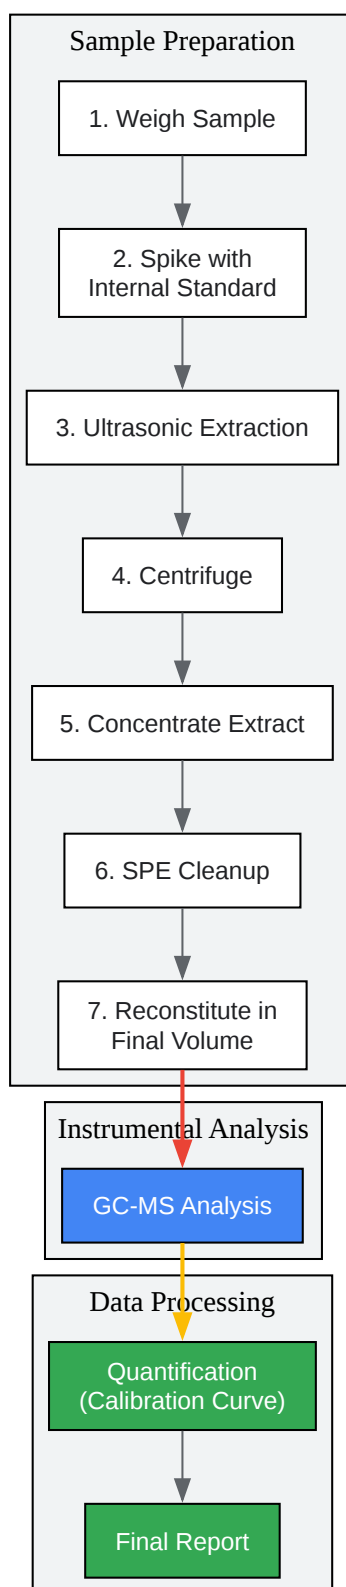 Sample Preparation
1. Weigh Sample
2. Spike with
Internal Standard
3. Ultrasonic Extraction
4. Centrifuge
5. Concentrate Extract
6. SPE Cleanup
7. Reconstitute in
Final Volume
Instrumental Analysis
GC-MS Analysis
Data Processing
Quantification
(Calibration Curve)
Final Report